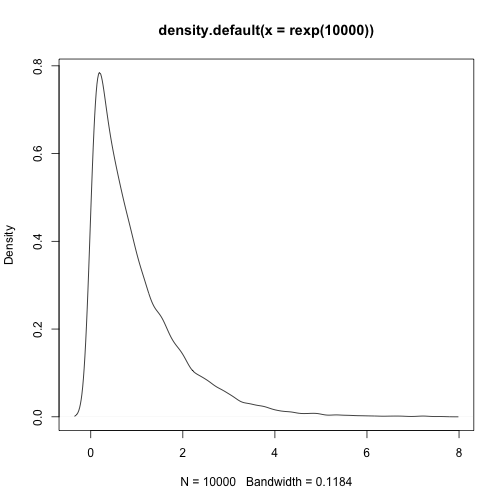 density.default(x = rexp(10000))
Density
0.8
0.6
0.4
0.2
0.0
0 2 4 6 8
N = 10000 Bandwidth = 0.1184